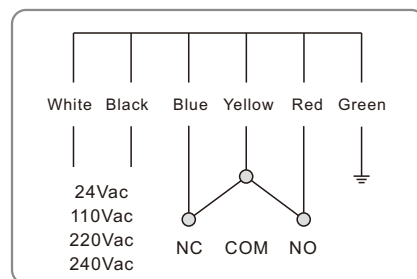 White Black Blue Yellow Red Green
24Vac
110Vac
220Vac
240Vac
NC COM NO